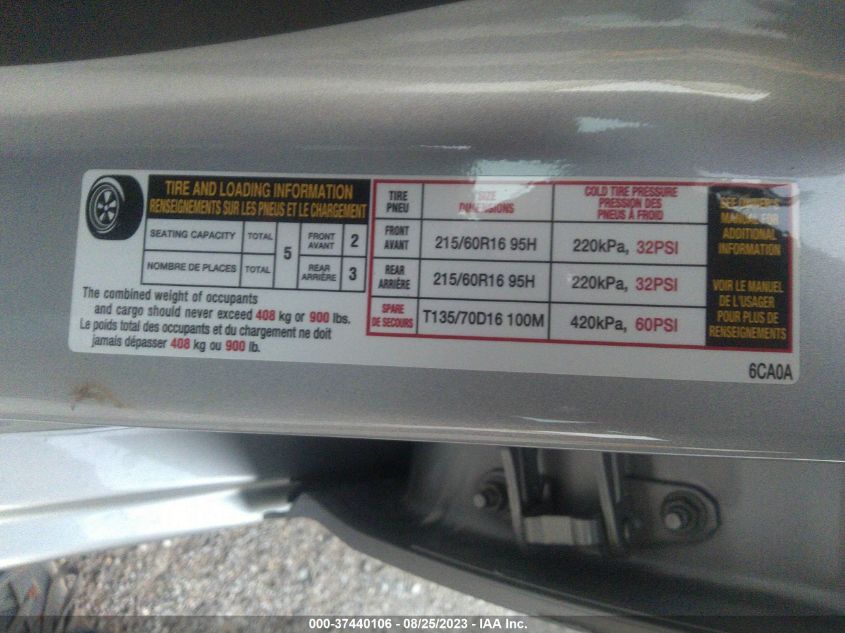 TIRE AND LOADING INFORMATION
RENSEIGNEMENTS SUR LES PNEUS ET LE CHARGEMENT
SEATING CAPACITY TOTAL 5 FRONT AVANT 2
NOMBRE DE PLACES TOTAL REAR ARRIÈRE 3
The combined weight of occupants
and cargo should never exceed 408 kg or 900 lbs.
Le poids total des occupants et du chargement ne doit
jamais dépasser 408 kg ou 900 lb.
TIRE PNEU SIZE DIMENSIONS COLD TIRE PRESSURE PRESSION DES PNEUS À FROID
FRONT AVANT 215/60R16 95H 220kPa, 32PSI
REAR ARRIÈRE 215/60R16 95H 220kPa, 32PSI
SPARE DE SECOURS T135/70D16 100M 420kPa, 60PSI
SEE OWNER'S
MANUAL FOR
ADDITIONAL
INFORMATION
VOIR LE MANUEL
DE L'USAGER
POUR PLUS DE
RENSEIGNEMENTS
6CA0A
000-37440106 - 08/25/2023 - IAA Inc.